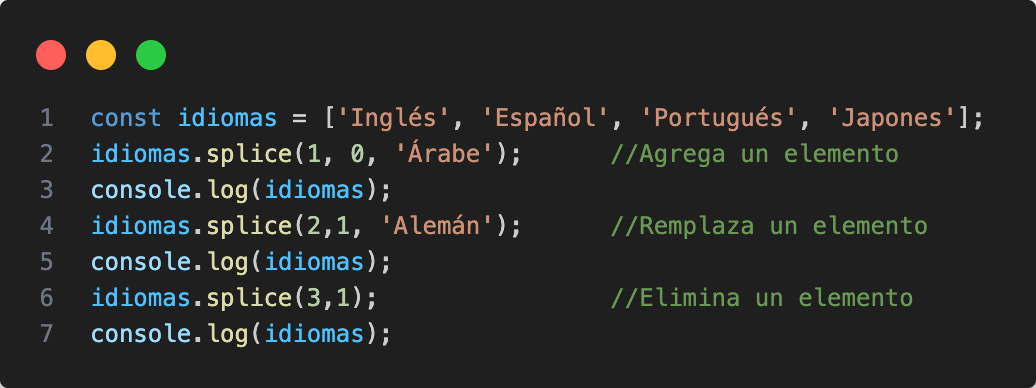 1 const idiomas = ['Inglés', 'Español', 'Portugués', 'Japones'];
2 idiomas.splice(1, 0, 'Árabe'); //Agrega un elemento
3 console.log(idiomas);
4 idiomas.splice(2,1, 'Alemán'); //Remplaza un elemento
5 console.log(idiomas);
6 idiomas.splice(3,1); //Elimina un elemento
7 console.log(idiomas);